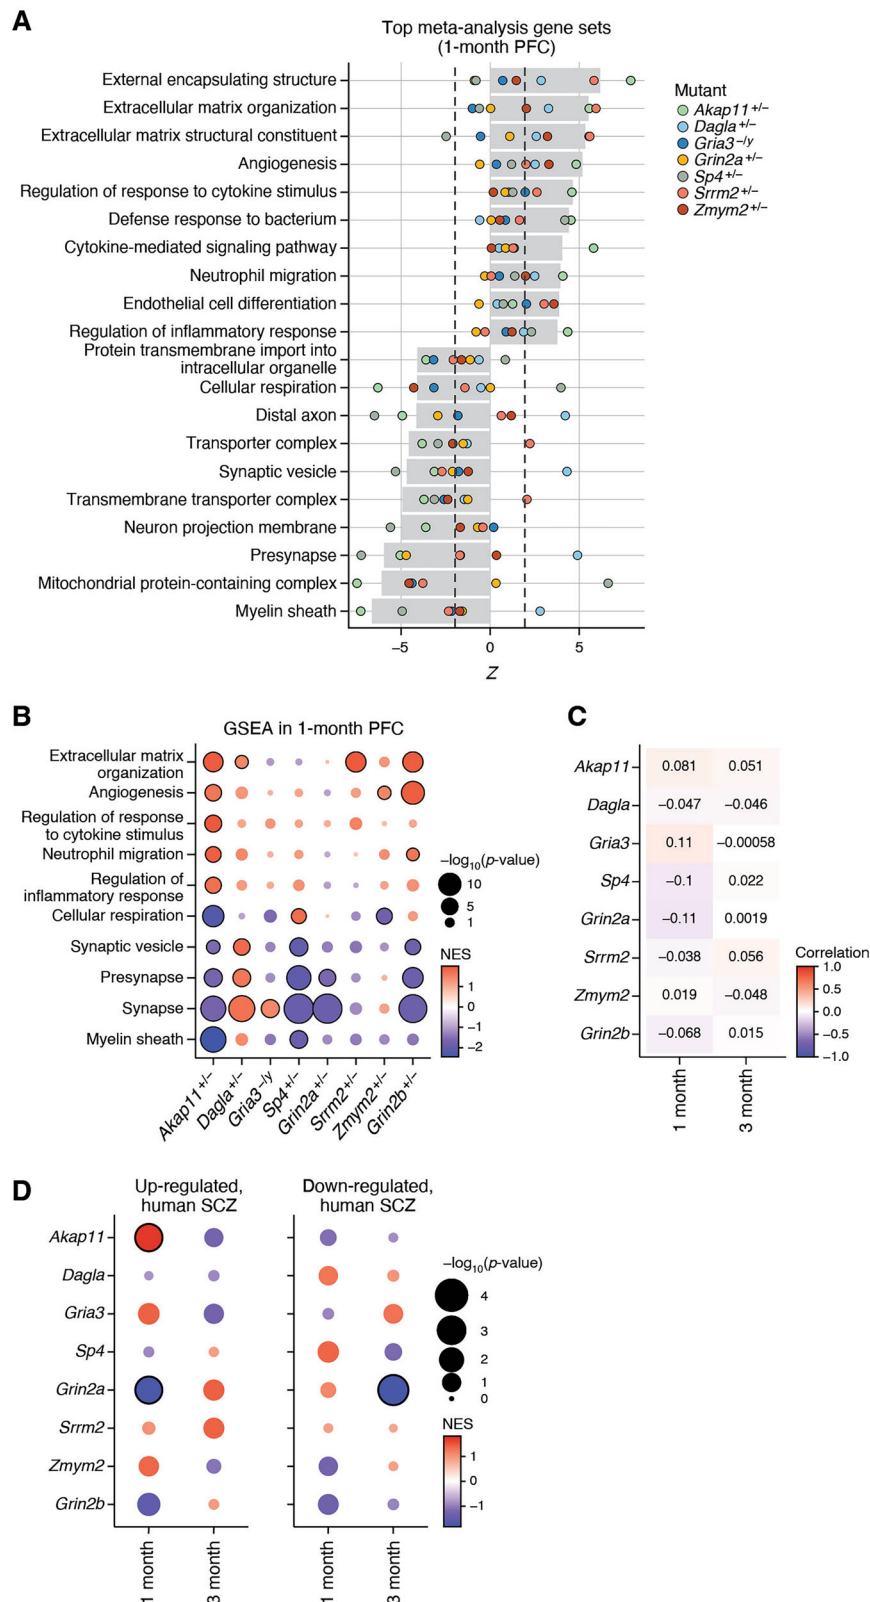 A
Top meta-analysis gene sets
(1-month PFC)
External encapsulating structure
Extracellular matrix organization
Extracellular matrix structural constituent
Angiogenesis
Regulation of response to cytokine stimulus
Defense response to bacterium
Cytokine-mediated signaling pathway
Neutrophil migration
Endothelial cell differentiation
Regulation of inflammatory response
Protein transmembrane import into
intracellular organelle
Cellular respiration
Distal axon
Transporter complex
Synaptic vesicle
Transmembrane transporter complex
Neuron projection membrane
Presynapse
Mitochondrial protein-containing complex
Myelin sheath
−5 0 5
Z
Mutant
Akap11+/−
Dagla+/−
Gria3−/y
Grin2a+/−
Sp4+/−
Srrm2+/−
Zmym2+/−
B
GSEA in 1-month PFC
Extracellular matrix
organization
Angiogenesis
Regulation of response
to cytokine stimulus
Neutrophil migration
Regulation of
inflammatory response
Cellular respiration
Synaptic vesicle
Presynapse
Synapse
Myelin sheath
Akap11+/−
Dagla+/−
Gria3−/y
Sp4+/−
Grin2a+/−
Srrm2+/−
Zmym2+/−
Grin2b+/−
−log10(p-value)
10
5
1
NES
1
0
−1
−2
C
Akap11 0.081 0.051
Dagla −0.047 −0.046
Gria3 0.11 −0.00058
Sp4 −0.1 0.022
Grin2a −0.11 0.0019
Srrm2 −0.038 0.056
Zmym2 0.019 −0.048
Grin2b −0.068 0.015
1 month
3 month
Correlation
1.0
0.5
0.0
−0.5
−1.0
D
Up-regulated,
human SCZ
Down-regulated,
human SCZ
Akap11
Dagla
Gria3
Sp4
Grin2a
Srrm2
Zmym2
Grin2b
1 month
3 month
1 month
3 month
−log10(p-value)
4
3
2
1
0
NES
1
0
−1